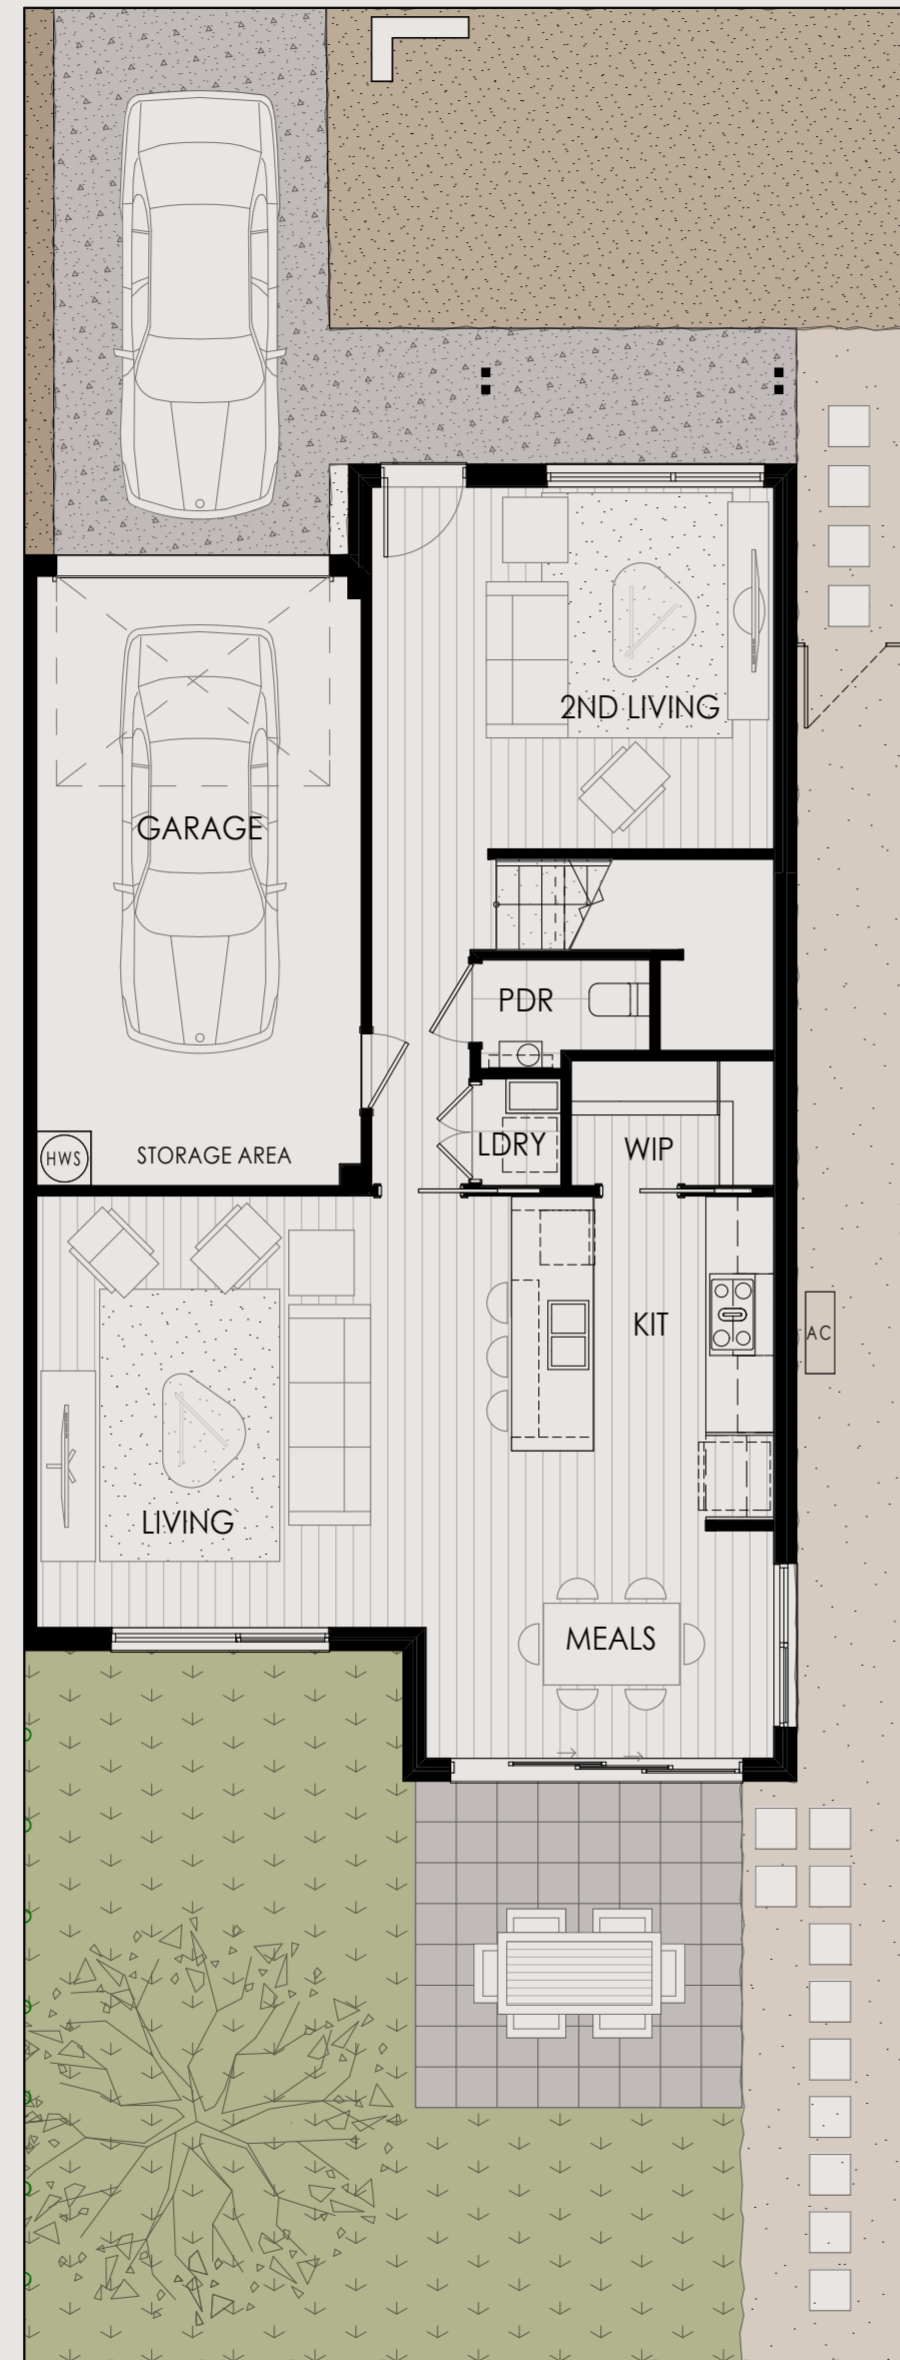 2ND LIVING
GARAGE
PDR
LDRY
WIP
HWS
STORAGE AREA
KIT
AC
LIVING
MEALS